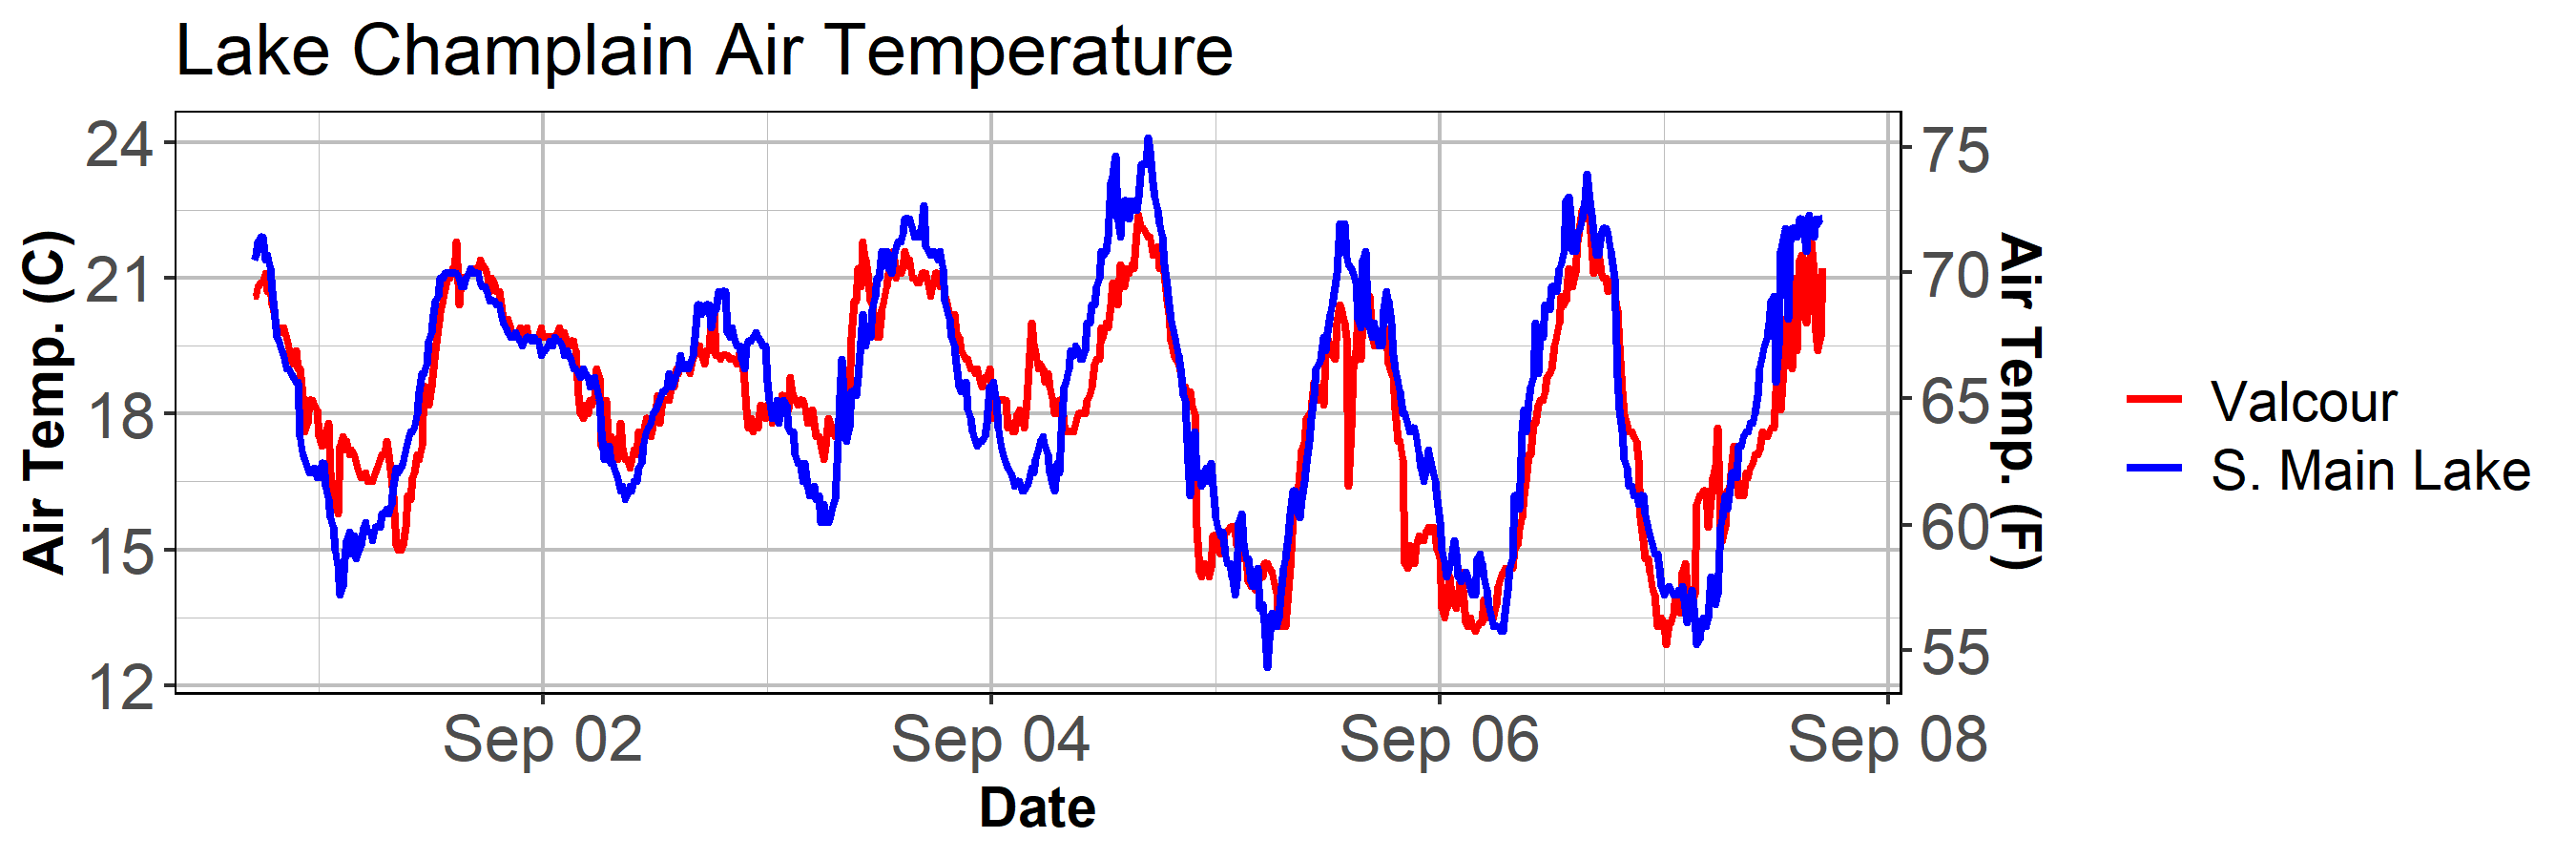 Lake Champlain Air Temperature
Air Temp. (C)
24
21
18
15
12
75
70
65
60
55
Air Temp. (F)
Sep 02
Sep 04
Sep 06
Sep 08
Date
Valcour
S. Main Lake